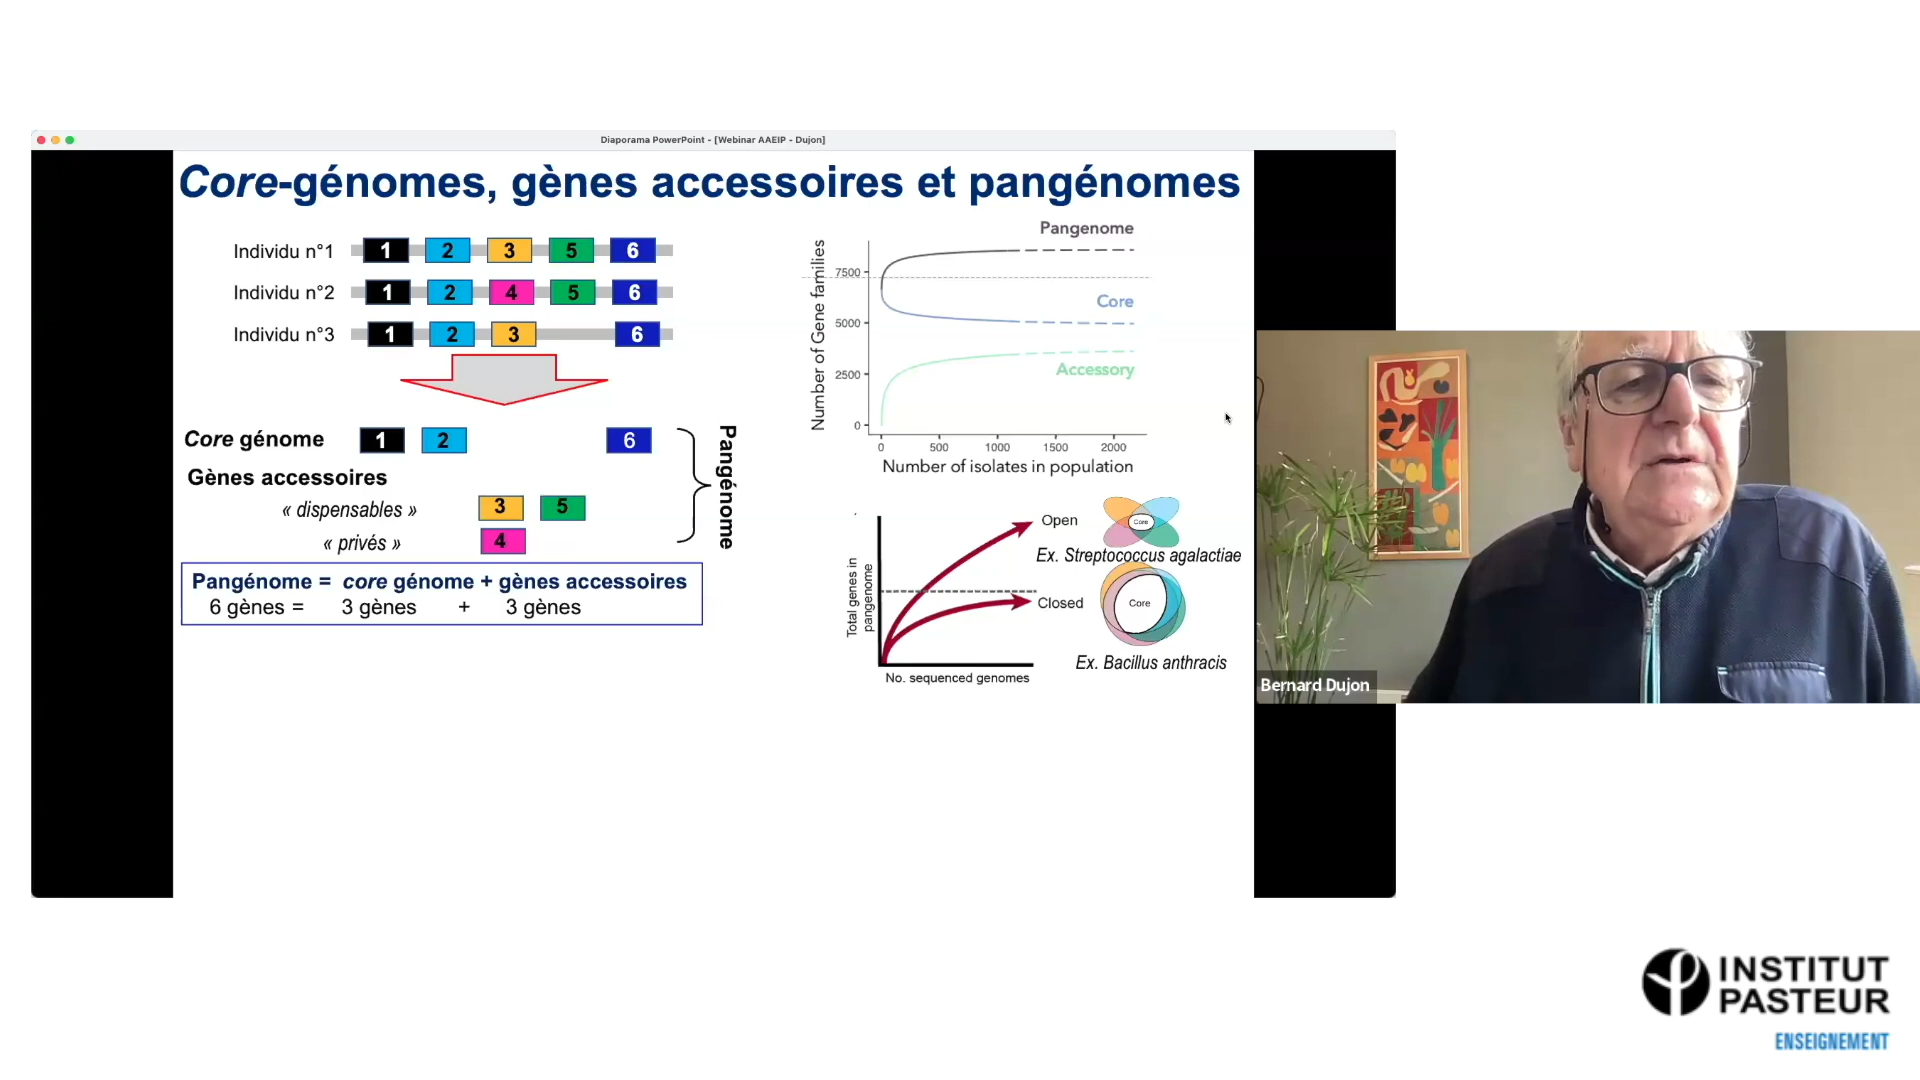 Diaporama PowerPoint - [Webinar AAEIP - Dujon]
Core-génomes, gènes accessoires et pangénomes
Individu n°1 1 2 3 5 6
Individu n°2 1 2 4 5 6
Individu n°3 1 2 3 6
Core génome 1 2 6
Gènes accessoires
« dispensables » 3 5
« privés » 4
Pangénome
Pangénome = core génome + gènes accessoires
6 gènes = 3 gènes + 3 gènes
Number of Gene families
7500
5000
2500
0
Pangenome
Core
Accessory
0 500 1000 1500 2000
Number of isolates in population
Total genes in
pangenome
Open
Core
Ex. Streptococcus agalactiae
Closed
Core
Ex. Bacillus anthracis
No. sequenced genomes
Bernard Dujon
INSTITUT
PASTEUR
ENSEIGNEMENT